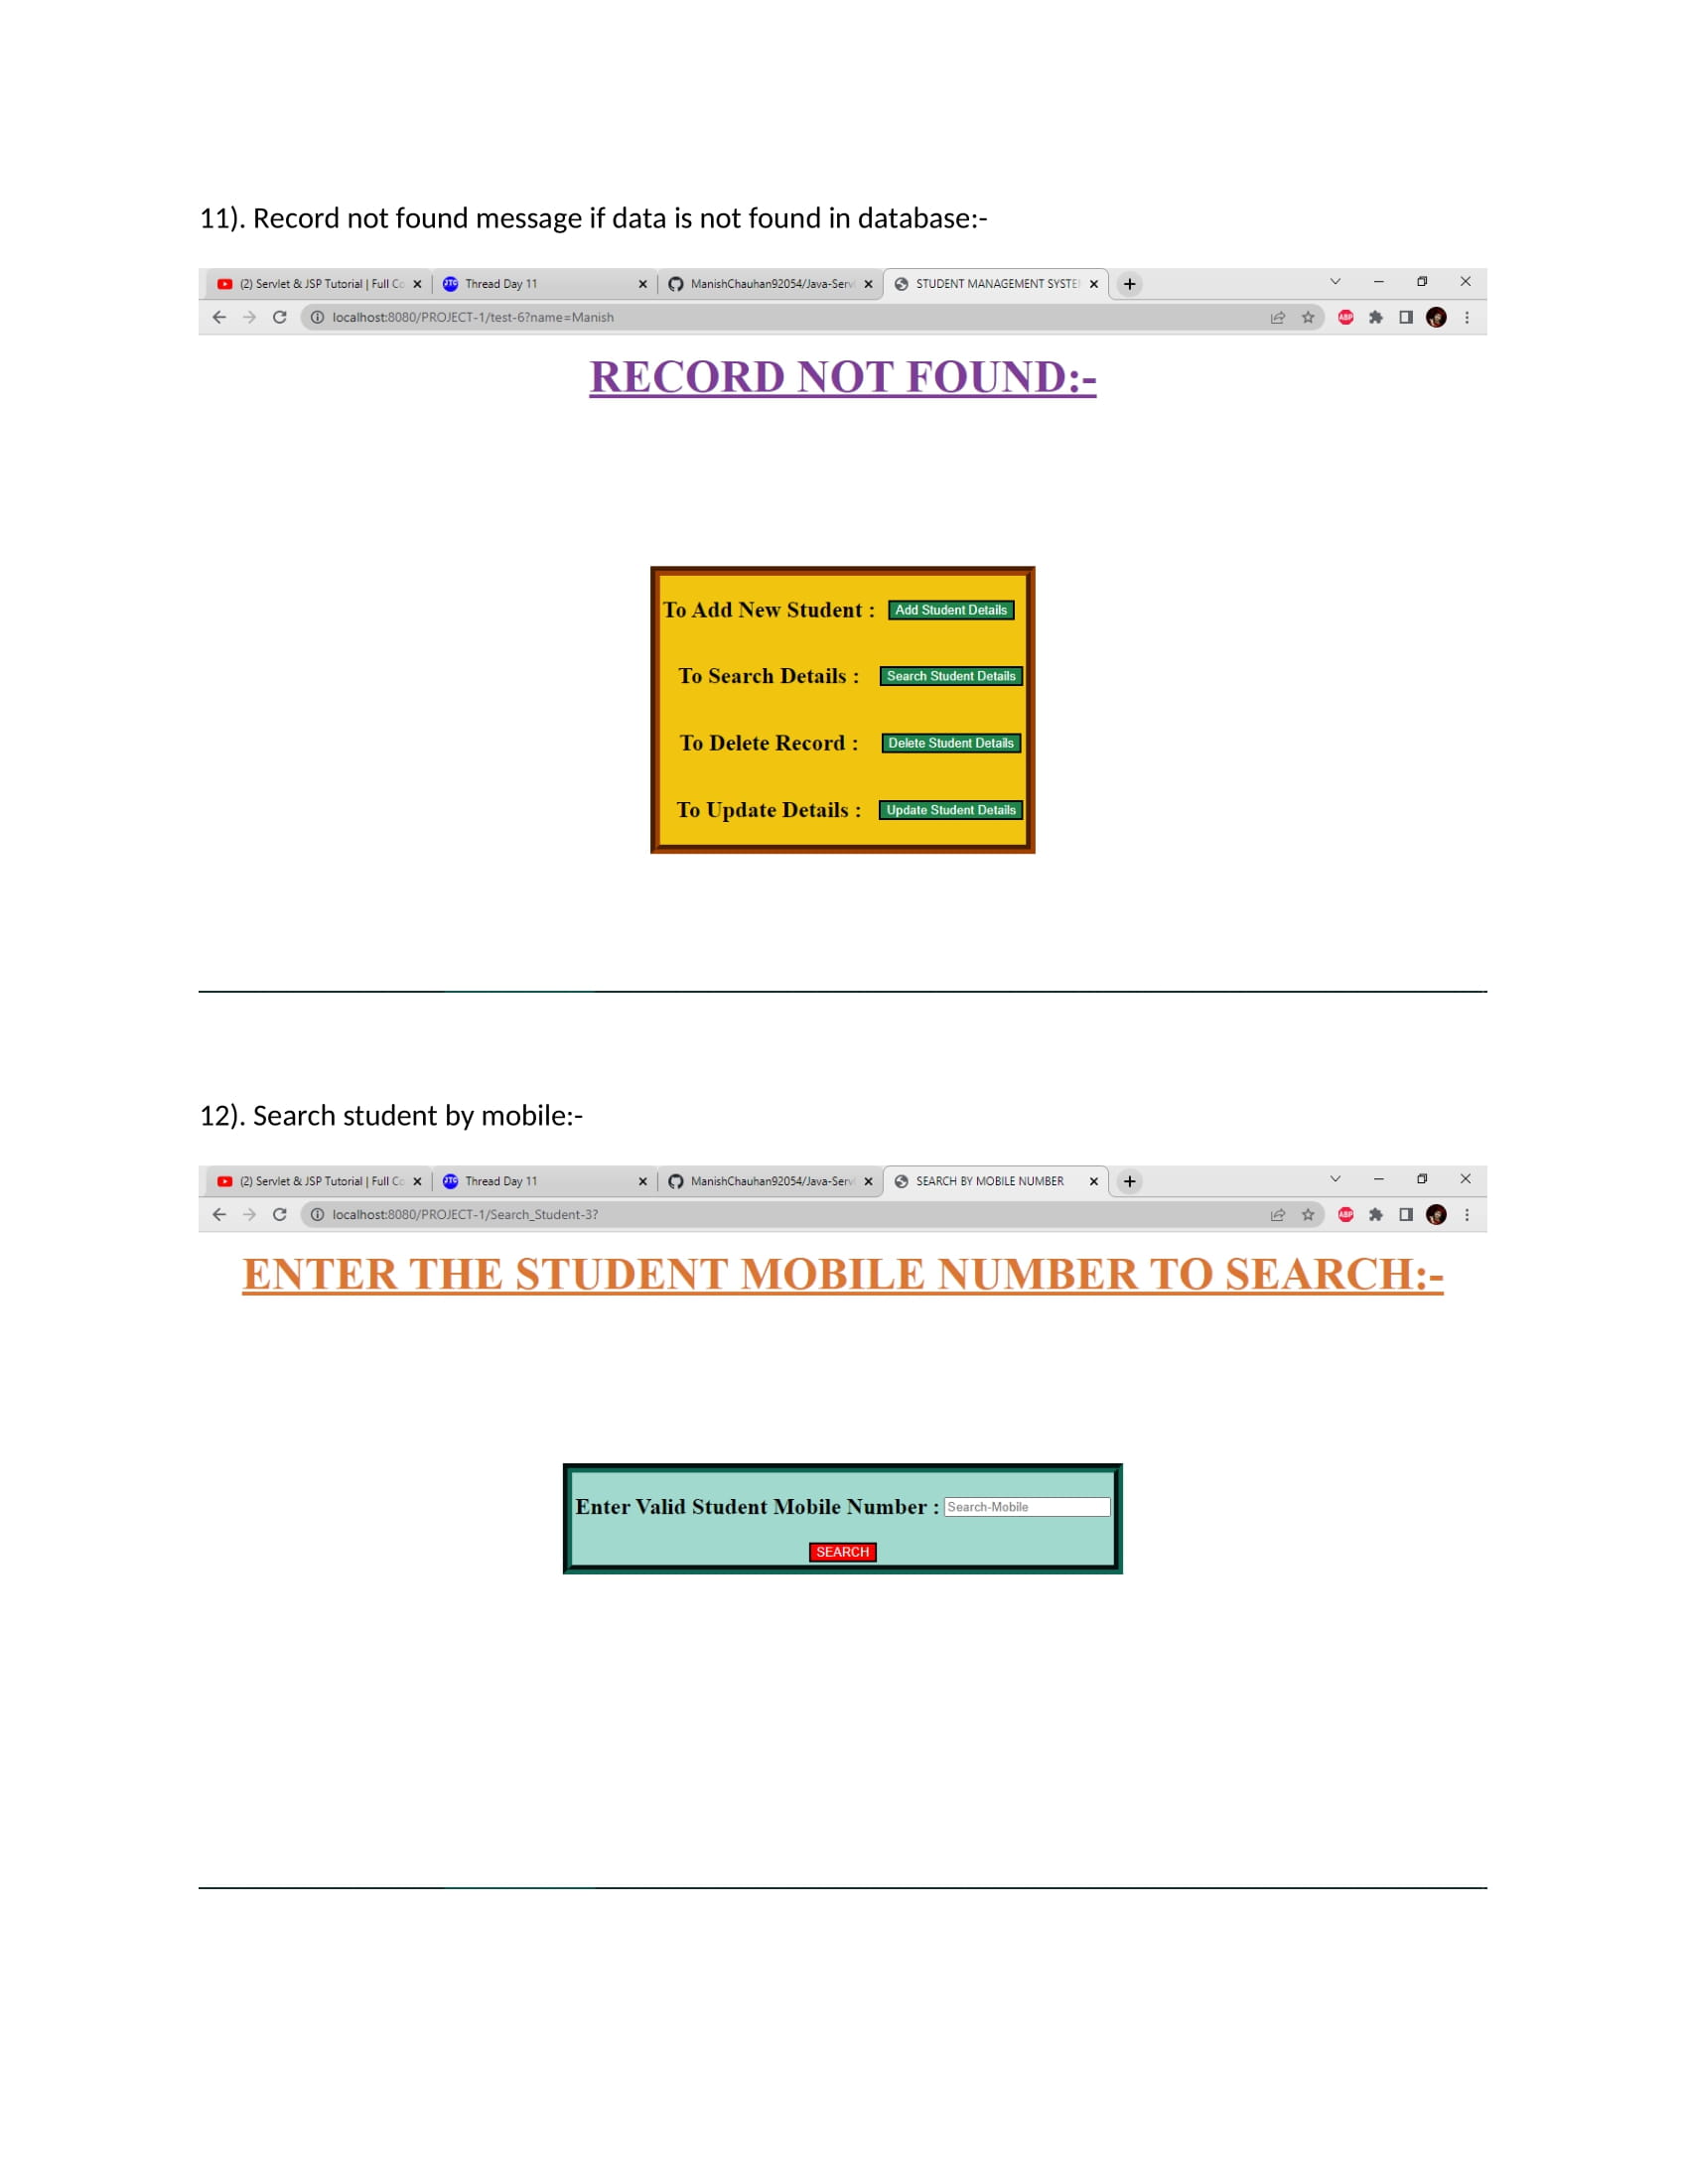 11). Record not found message if data is not found in database:-
(2) Servlet & JSP Tutorial | Full Co
Thread Day 11
ManishChauhan92054/Java-Serv
STUDENT MANAGEMENT SYSTE
localhost:8080/PROJECT-1/test-6?name=Manish
ABP
RECORD NOT FOUND:-
To Add New Student : Add Student Details
To Search Details : Search Student Details
To Delete Record : Delete Student Details
To Update Details : Update Student Details
12). Search student by mobile:-
(2) Servlet & JSP Tutorial | Full Co
Thread Day 11
ManishChauhan92054/Java-Serv
SEARCH BY MOBILE NUMBER
localhost:8080/PROJECT-1/Search_Student-3?
ABP
ENTER THE STUDENT MOBILE NUMBER TO SEARCH:-
Enter Valid Student Mobile Number : Search-Mobile
SEARCH